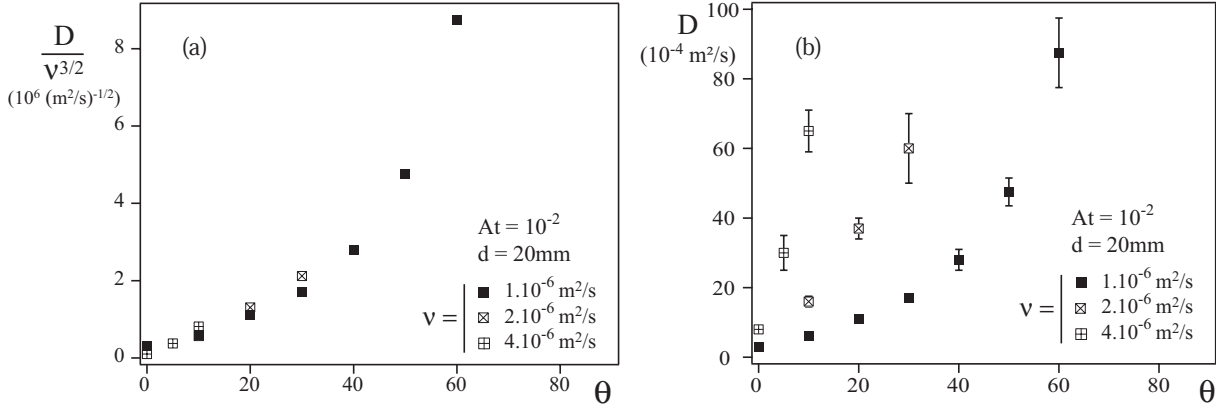 D
ν3/2
(10⁶ (m²/s)-1/2)
(a)
8
6
4
2
0
0 20 40 60 80 θ
At = 10-2
d = 20mm
ν =
1.10-6 m²/s
2.10-6 m²/s
4.10-6 m²/s
D
(10-4 m²/s)
(b)
100
80
60
40
20
0
0 20 40 60 80 θ
At = 10-2
d = 20mm
ν =
1.10-6 m²/s
2.10-6 m²/s
4.10-6 m²/s